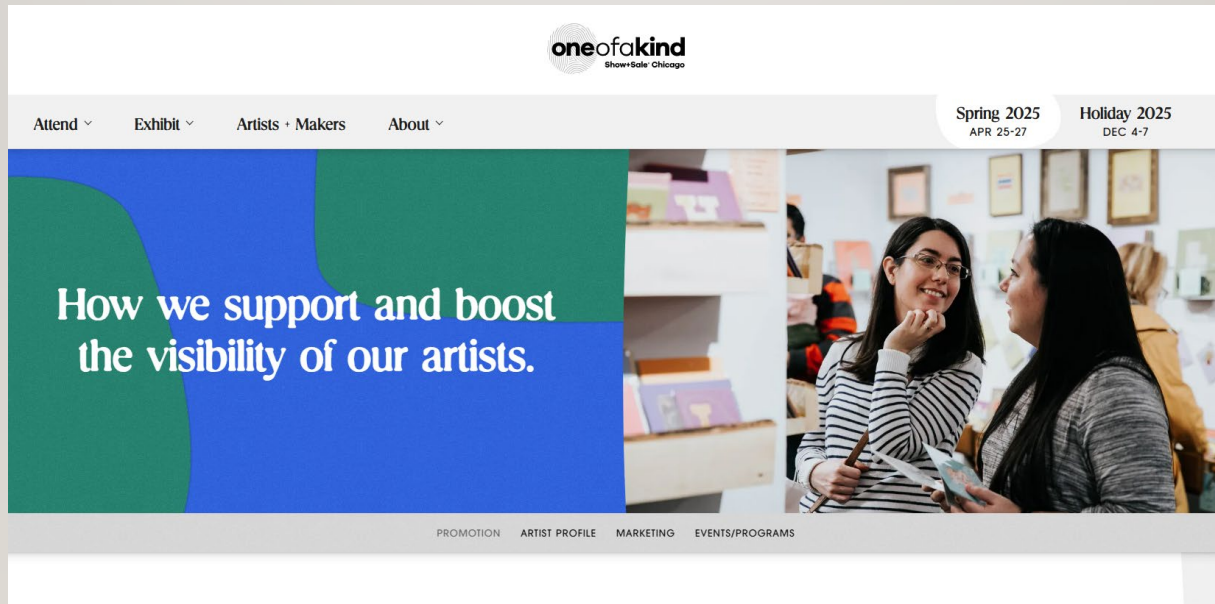 oneofakind
Show+Sale® Chicago
Attend
Exhibit
Artists + Makers
About
Spring 2025
APR 25-27
Holiday 2025
DEC 4-7
How we support and boost
the visibility of our artists.
PROMOTION ARTIST PROFILE MARKETING EVENTS/PROGRAMS